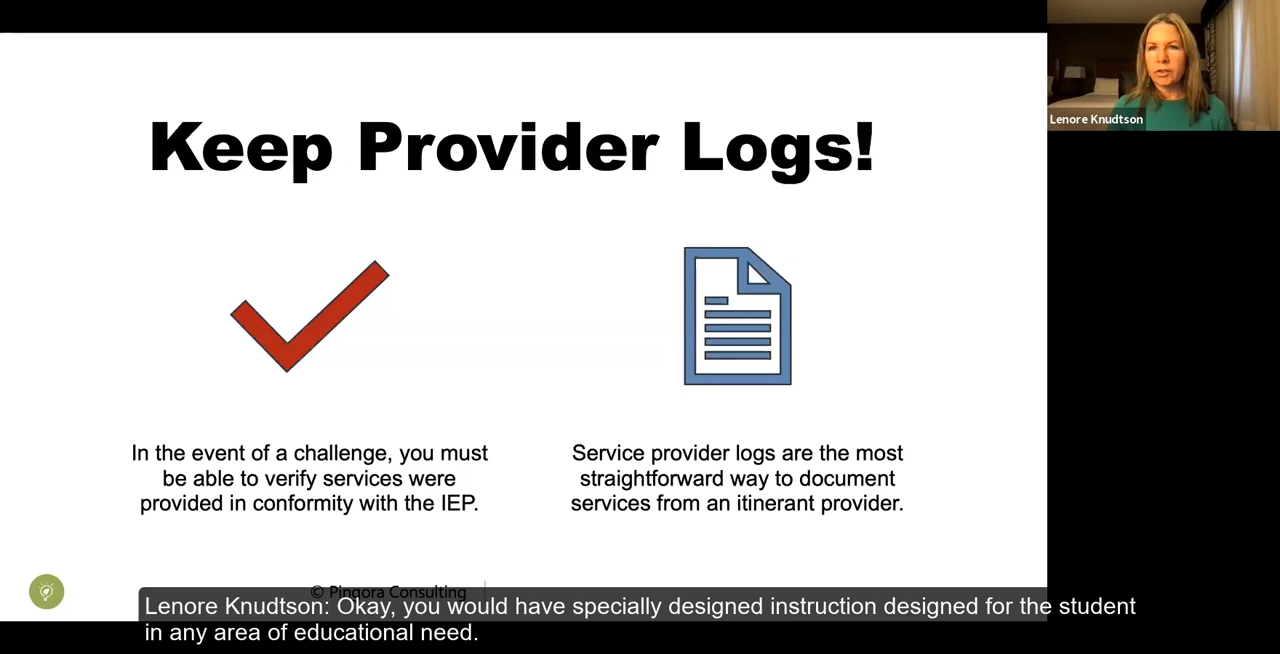 Keep Provider Logs!
Lenore Knudtson
In the event of a challenge, you must
be able to verify services were
provided in conformity with the IEP.
Service provider logs are the most
straightforward way to document
services from an itinerant provider.
© Pingora Consulting
Lenore Knudtson: Okay, you would have specially designed instruction designed for the student
in any area of educational need.